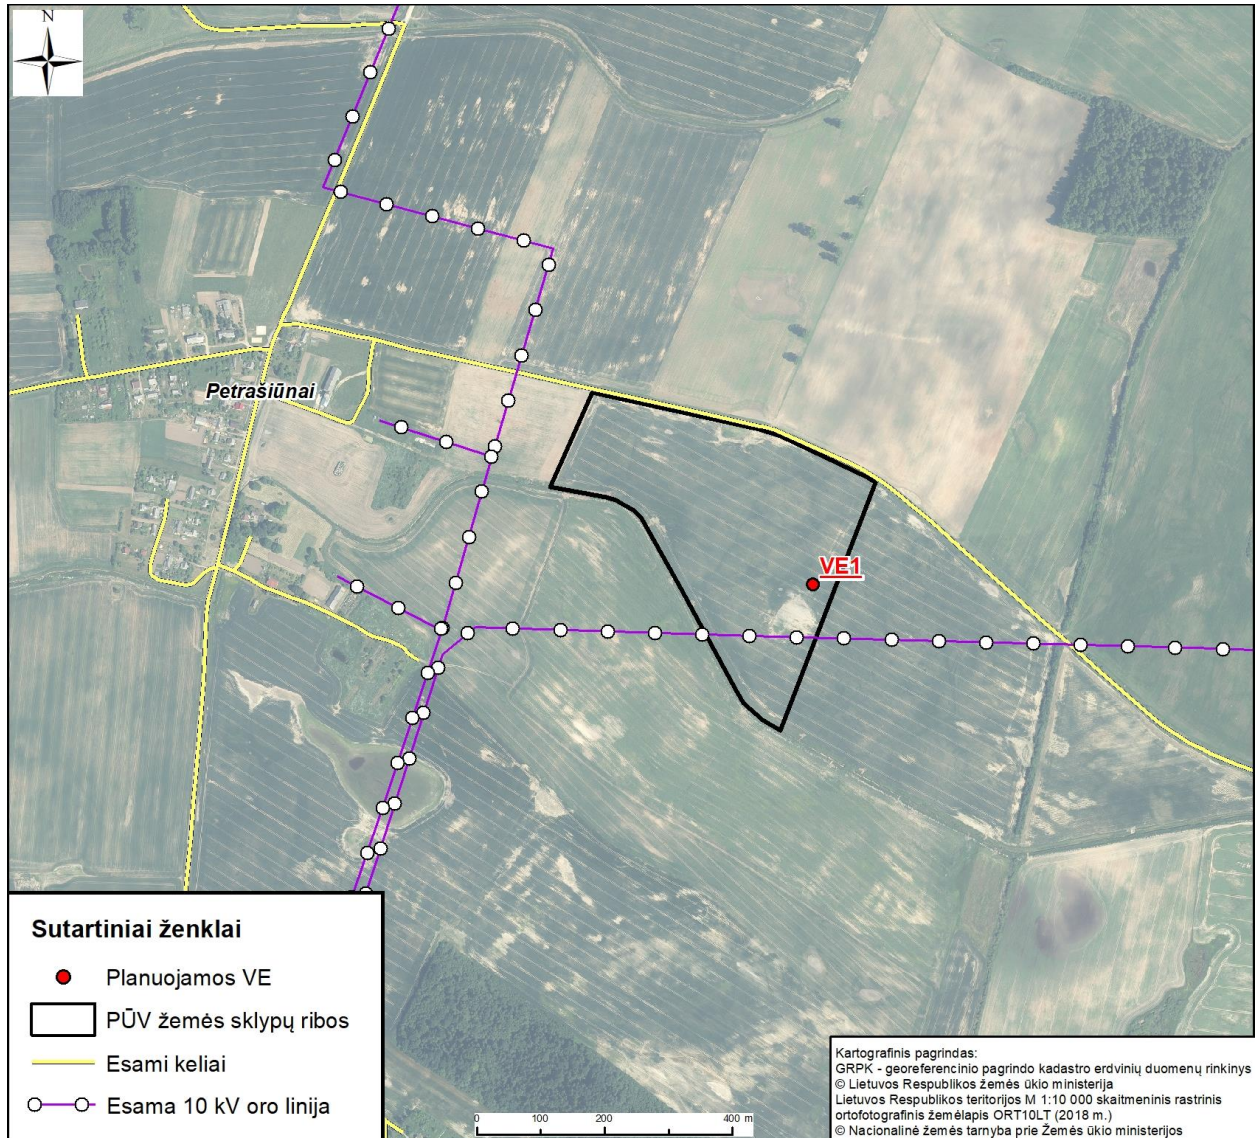 N
Petrašiūnai
VE1
Sutartiniai ženklai
Planuojamos VE
PŪV žemės sklypų ribos
Esami keliai
Esama 10 kV oro linija
0 100 200 400 m
Kartografinis pagrindas:
GRPK - georeferencinio pagrindo kadastro erdvinių duomenų rinkinys
© Lietuvos Respublikos žemės ūkio ministerija
Lietuvos Respublikos teritorijos M 1:10 000 skaitmeninis rastrinis
ortofotografinis žemėlapis ORT10LT (2018 m.)
© Nacionalinė žemės tarnyba prie Žemės ūkio ministerijos